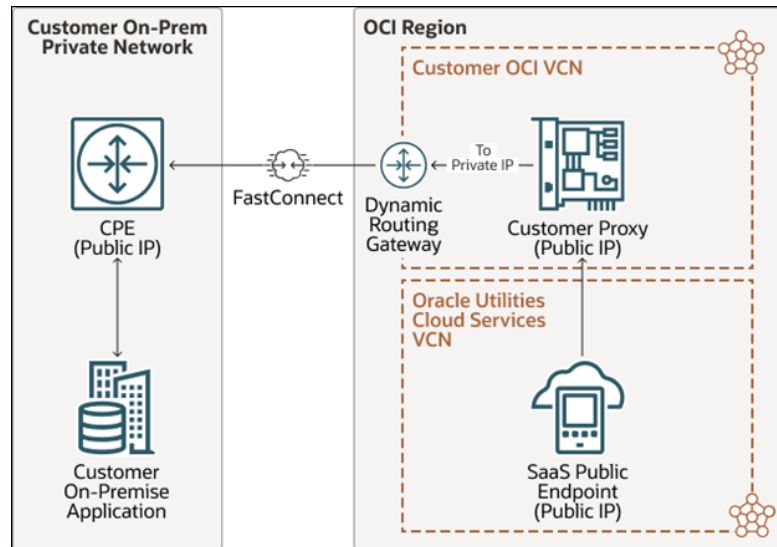 Customer On-Prem
Private Network
CPE
(Public IP)
Customer
On-Premise
Application
FastConnect
OCI Region
Customer OCI VCN
To
Private IP
Dynamic
Routing
Gateway
Customer Proxy
(Public IP)
Oracle Utilities
Cloud Services
VCN
SaaS Public
Endpoint
(Public IP)